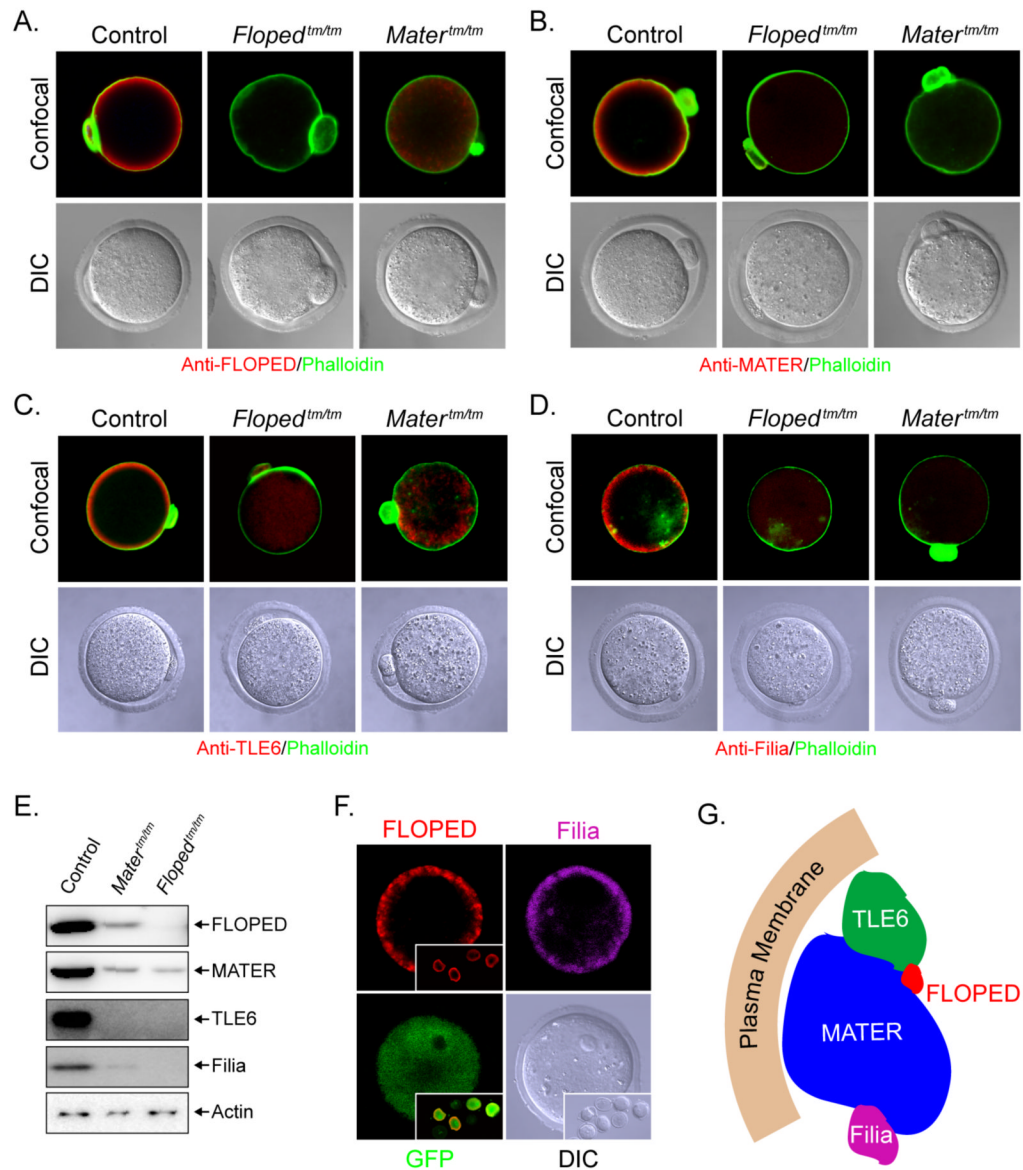 A.
Control Floped tm/tm Mater tm/tm
Confocal
DIC
Anti-FLOPED/Phalloidin
B.
Control Floped tm/tm Mater tm/tm
Confocal
DIC
Anti-MATER/Phalloidin
C.
Control Floped tm/tm Mater tm/tm
Confocal
DIC
Anti-TLE6/Phalloidin
D.
Control Floped tm/tm Mater tm/tm
Confocal
DIC
Anti-Filia/Phalloidin
E.
Control Mater tm/tm Floped tm/tm
FLOPED
MATER
TLE6
Filia
Actin
F.
FLOPED Filia
GFP DIC
G.
Plasma Membrane
TLE6
FLOPED
MATER
Filia